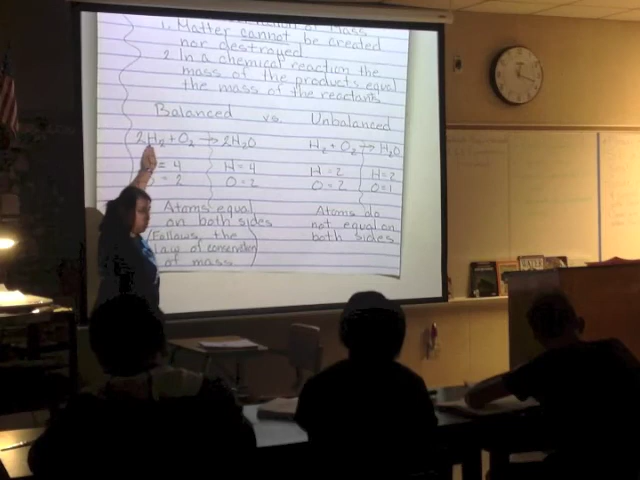 of Mass
1. Matter cannot be created
nor destroyed
2. In a chemical reaction the
mass of the products equal
the mass of the reactants
Balanced vs. Unbalanced
2H₂+O₂→2H₂O H₂+O₂→H₂O
= 4 H=4 H=2 H=2
= 2 O=2 O=2 O=1
Atoms equal Atoms do
on both sides not equal on
(Follows the both sides
law of conservation
of mass)